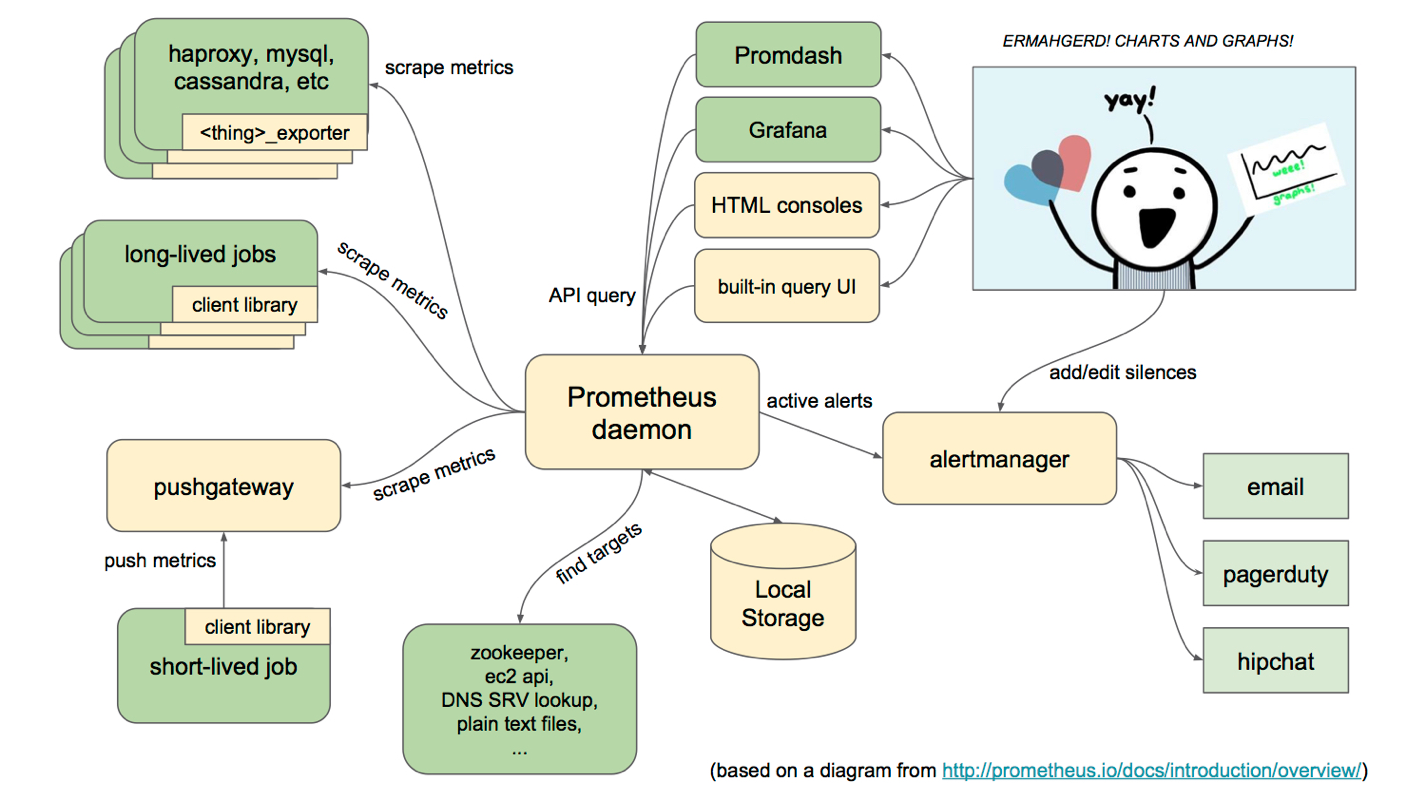 haproxy, mysql,
cassandra, etc
<thing>_exporter
scrape metrics
long-lived jobs
client library
scrape metrics
pushgateway
scrape metrics
push metrics
client library
short-lived job
Promdash
Grafana
HTML consoles
built-in query UI
API query
ERMAHGERD! CHARTS AND GRAPHS!
yay!
weee!
graphs!
add/edit silences
Prometheus
daemon
active alerts
alertmanager
email
pagerduty
hipchat
find targets
Local
Storage
zookeeper,
ec2 api,
DNS SRV lookup,
plain text files,
...
(based on a diagram from http://prometheus.io/docs/introduction/overview/)